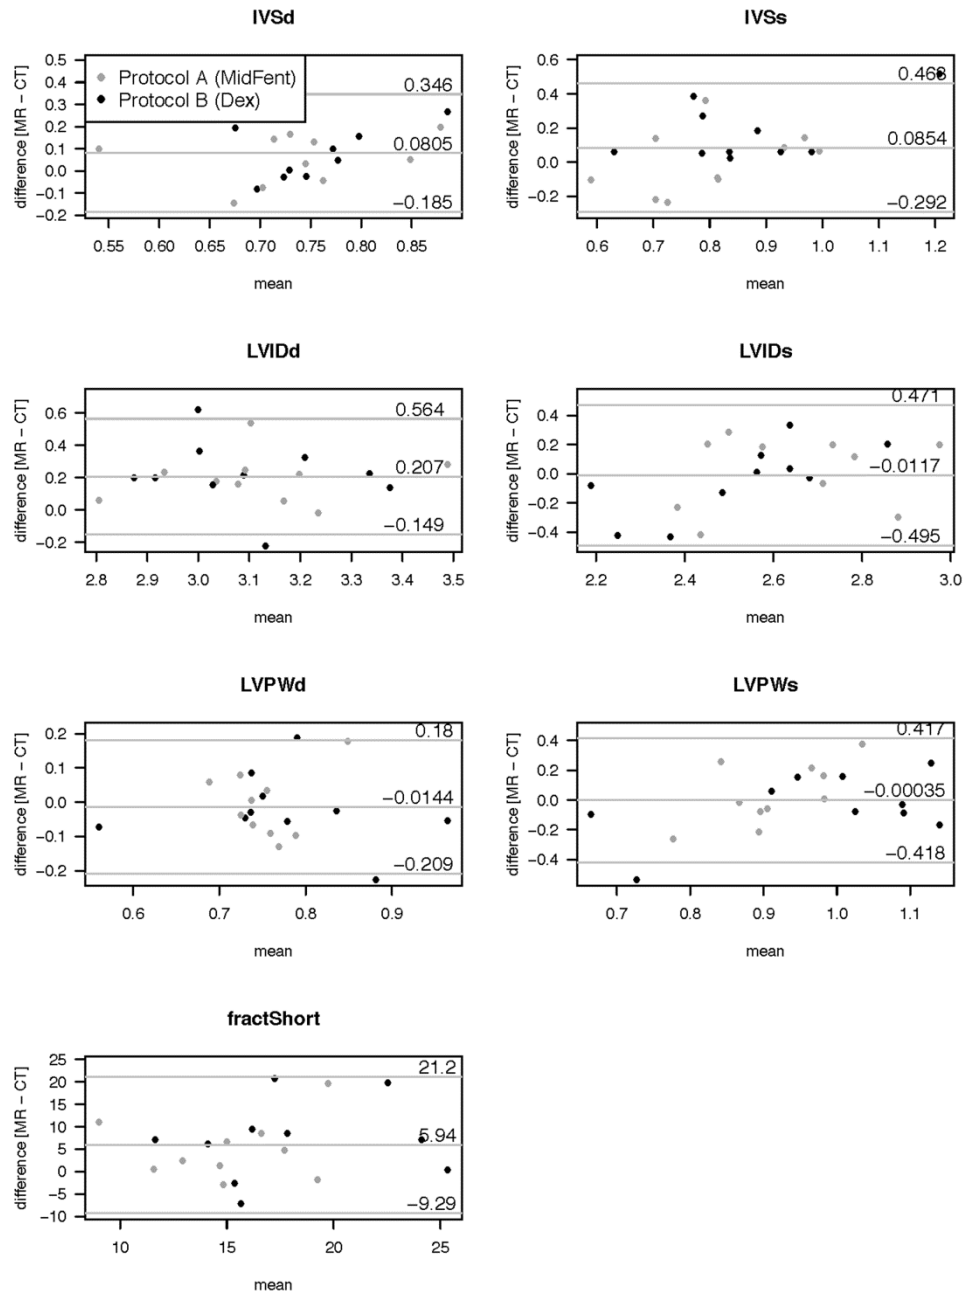 IVSd
difference [MR − CT]
0.5
0.4
0.3
0.2
0.1
0.0
−0.1
−0.2
Protocol A (MidFent)
Protocol B (Dex)
0.346
0.0805
−0.185
0.55 0.60 0.65 0.70 0.75 0.80 0.85
mean
IVSs
difference [MR − CT]
0.6
0.4
0.2
0.0
−0.2
0.463
0.0854
−0.292
0.6 0.7 0.8 0.9 1.0 1.1 1.2
mean
LVIDd
difference [MR − CT]
0.6
0.4
0.2
0.0
−0.2
0.564
0.207
−0.149
2.8 2.9 3.0 3.1 3.2 3.3 3.4 3.5
mean
LVIDs
difference [MR − CT]
0.4
0.2
0.0
−0.2
−0.4
0.471
−0.0117
−0.495
2.2 2.4 2.6 2.8 3.0
mean
LVPWd
difference [MR − CT]
0.2
0.1
0.0
−0.1
−0.2
0.18
−0.0144
−0.209
0.6 0.7 0.8 0.9
mean
LVPWs
difference [MR − CT]
0.4
0.2
0.0
−0.2
−0.4
0.417
−0.00035
−0.418
0.7 0.8 0.9 1.0 1.1
mean
fractShort
difference [MR − CT]
25
20
15
10
5
0
−5
−10
21.2
5.94
−9.29
10 15 20 25
mean